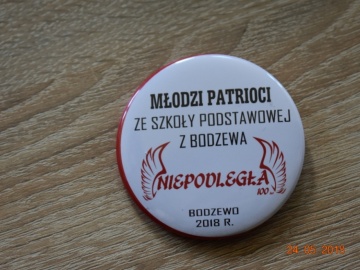 MŁODZI PATRIOCI
ZE SZKOŁY PODSTAWOWEJ
Z BODZEWA
NIEPODLEGŁA
100
BODZEWO
2018 R.